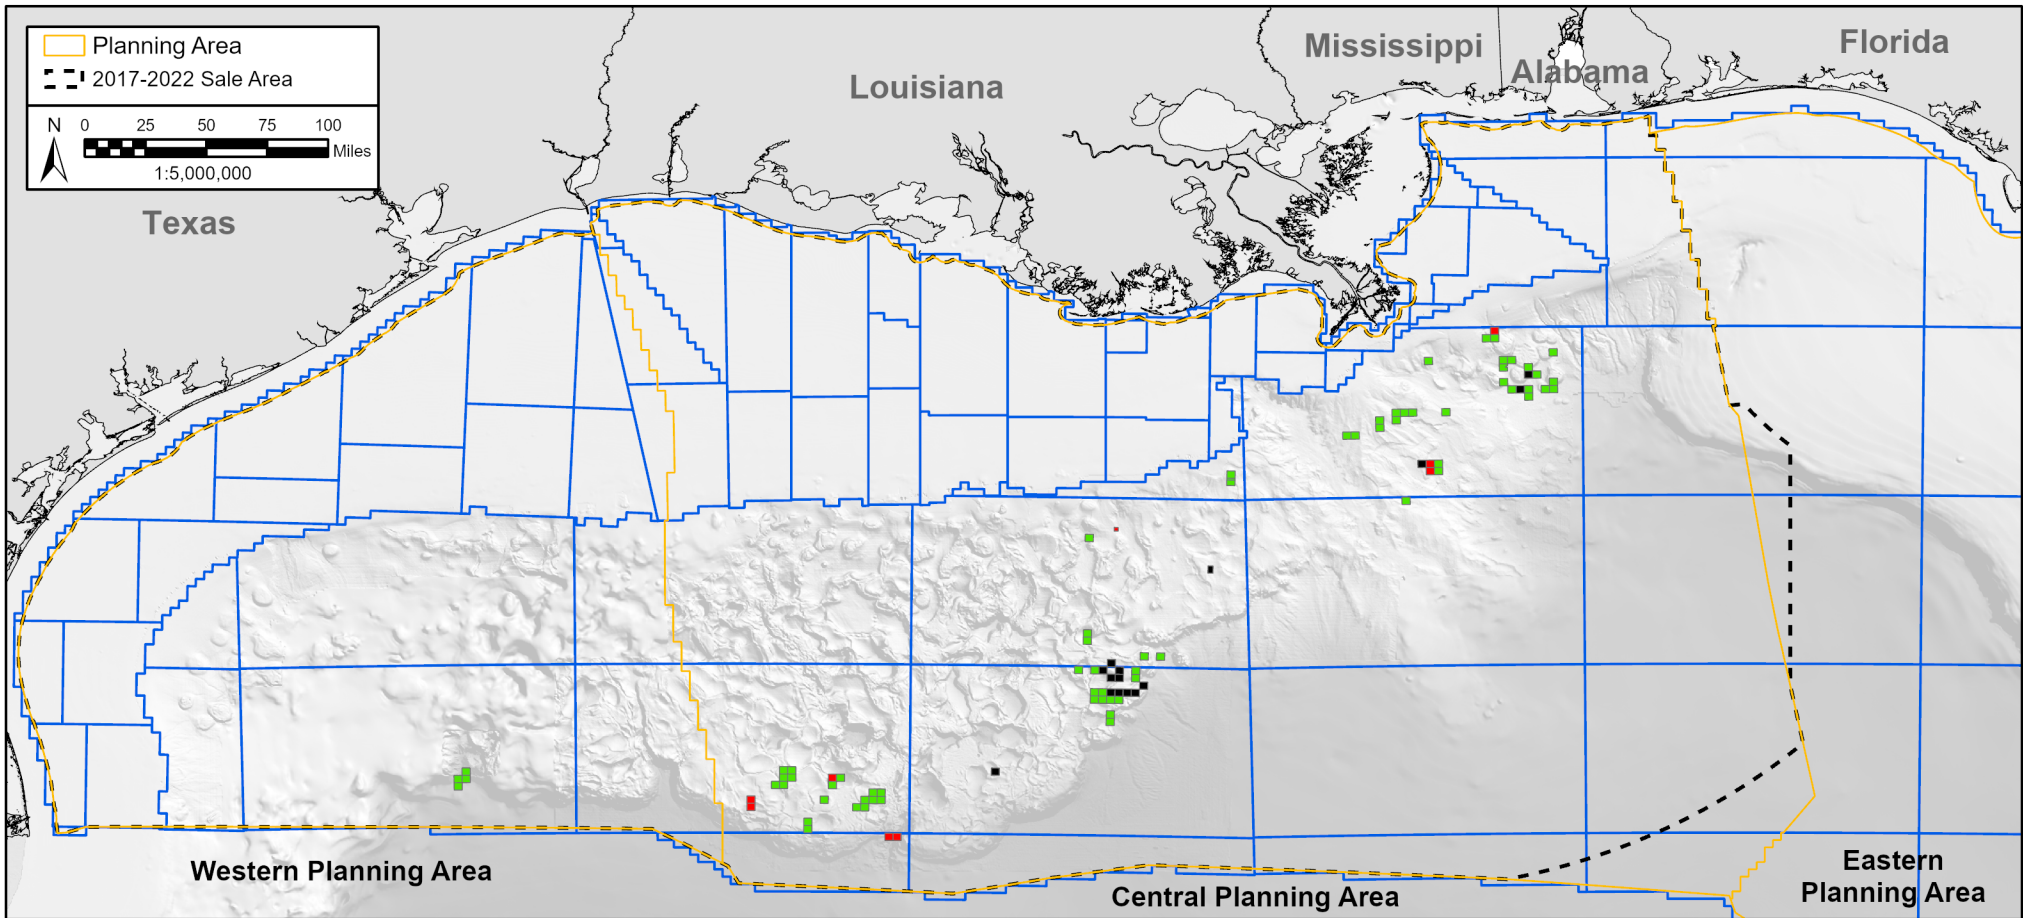 Planning Area
2017-2022 Sale Area
N
0 25 50 75 100
Miles
1:5,000,000
Texas
Louisiana
Mississippi
Alabama
Florida
Western Planning Area
Central Planning Area
Eastern
Planning Area